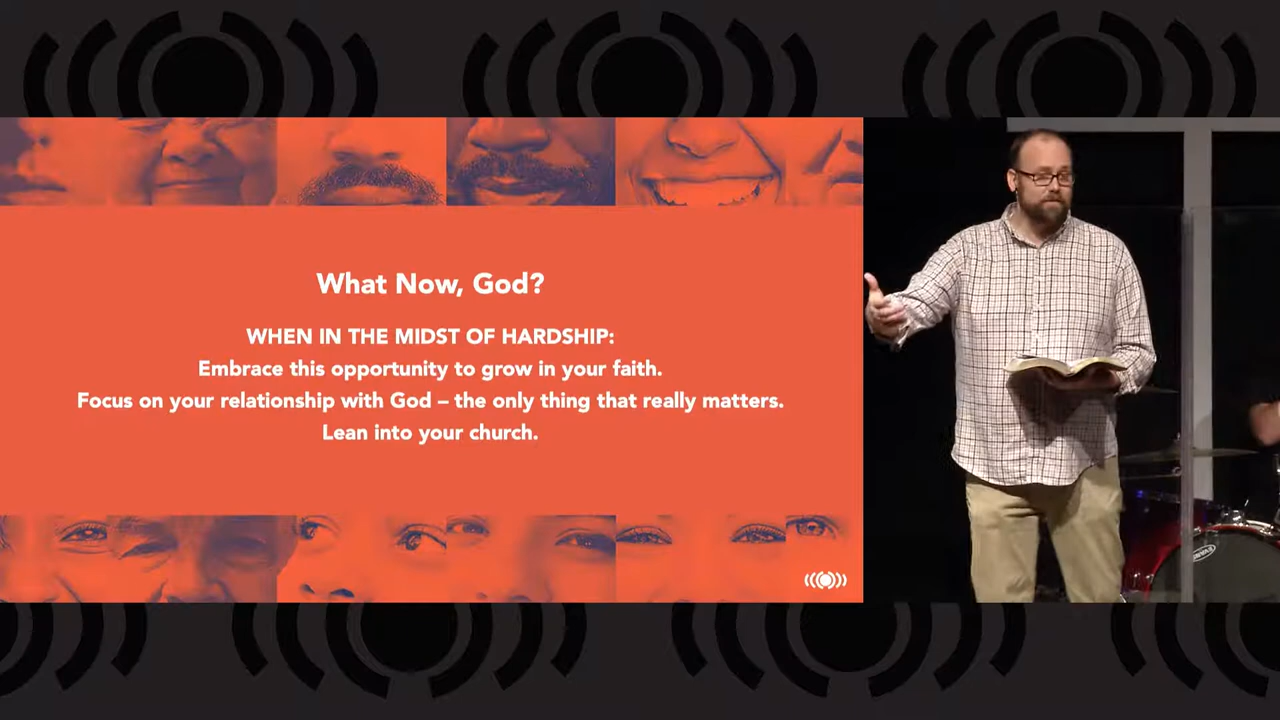 What Now, God?
WHEN IN THE MIDST OF HARDSHIP:
Embrace this opportunity to grow in your faith.
Focus on your relationship with God – the only thing that really matters.
Lean into your church.
EVANS